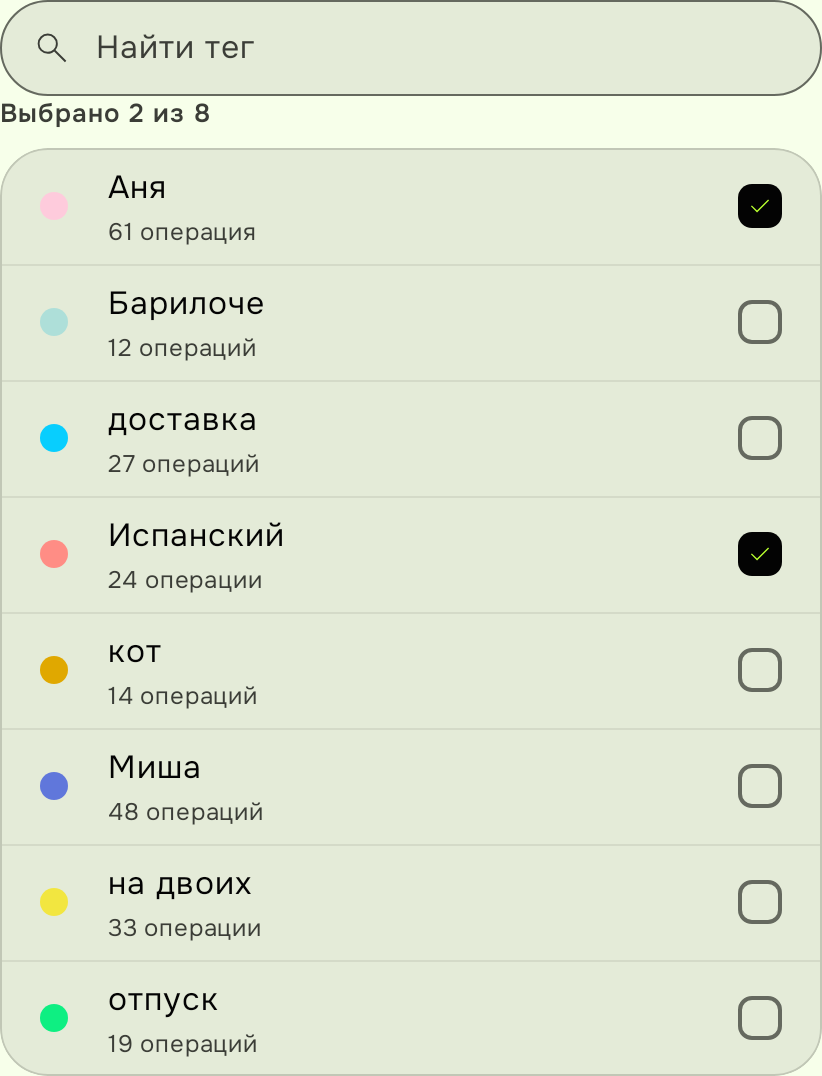 Найти тег
Выбрано 2 из 8
Аня
61 операция
Барилоче
12 операций
доставка
27 операций
Испанский
24 операции
кот
14 операций
Миша
48 операций
на двоих
33 операции
отпуск
19 операций